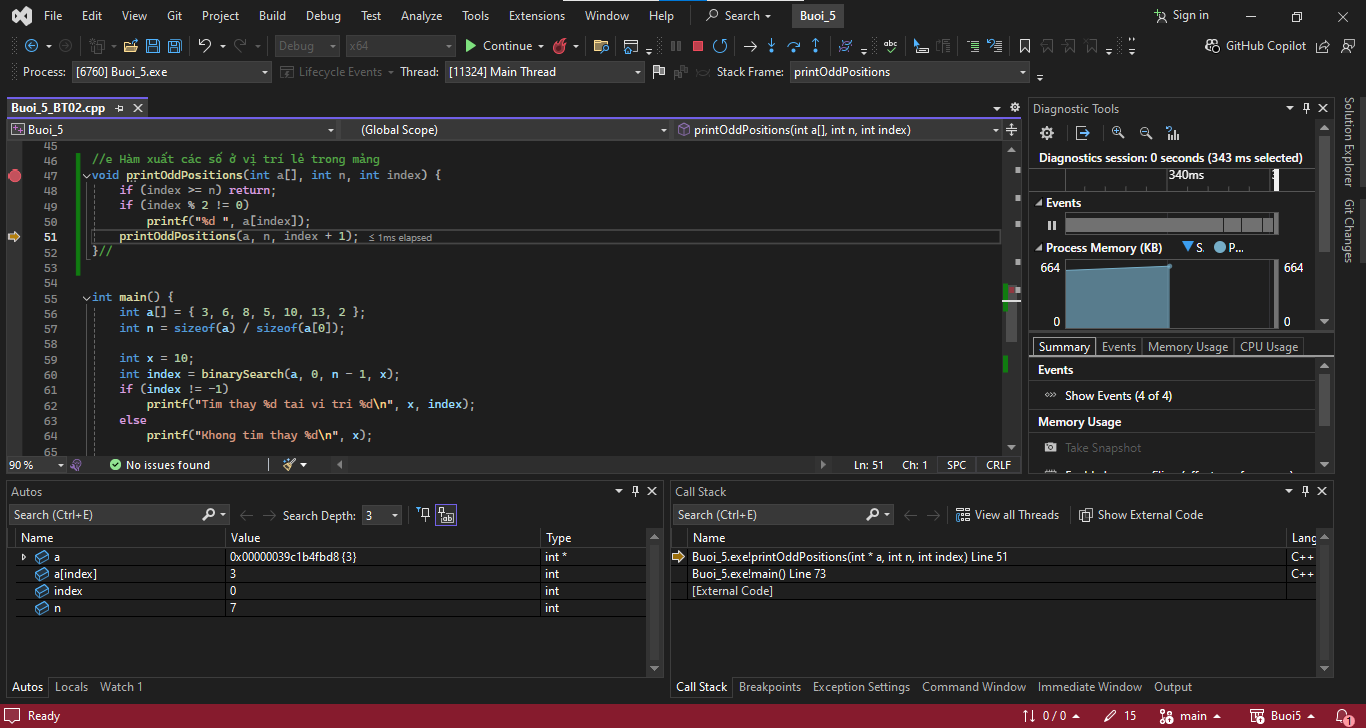 File Edit View Git Project Build Debug Test Analyze Tools Extensions Window Help Search Buoi_5 Sign in
Debug x64 Continue GitHub Copilot
Process: [6760] Buoi_5.exe Lifecycle Events Thread: [11324] Main Thread Stack Frame: printOddPositions
Buoi_5_BT02.cpp
Buoi_5 (Global Scope) printOddPositions(int a[], int n, int index)
45
46 //e Hàm xuất các số ở vị trí lẻ trong mảng
47 void printOddPositions(int a[], int n, int index) {
48 if (index >= n) return;
49 if (index % 2 != 0)
50 printf("%d ", a[index]);
51 printOddPositions(a, n, index + 1); ≤ 1ms elapsed
52 }//
53
54
55 int main() {
56 int a[] = { 3, 6, 8, 5, 10, 13, 2 };
57 int n = sizeof(a) / sizeof(a[0]);
58
59 int x = 10;
60 int index = binarySearch(a, 0, n - 1, x);
61 if (index != -1)
62 printf("Tim thay %d tai vi tri %d\n", x, index);
63 else
64 printf("Khong tim thay %d\n", x);
65
90 % No issues found Ln: 51 Ch: 1 SPC CRLF
Diagnostic Tools
Diagnostics session: 0 seconds (343 ms selected)
340ms
Events
Process Memory (KB) S. P...
664 664
0 0
Summary Events Memory Usage CPU Usage
Events
Show Events (4 of 4)
Memory Usage
Take Snapshot
Solution Explorer
Git Changes
Autos
Search (Ctrl+E) Search Depth: 3
Name Value Type
a 0x00000039c1b4fbd8 {3} int *
a[index] 3 int
index 0 int
n 7 int
Autos Locals Watch 1
Call Stack
Search (Ctrl+E) View all Threads Show External Code
Name Lang
Buoi_5.exe!printOddPositions(int * a, int n, int index) Line 51 C++
Buoi_5.exe!main() Line 73 C++
[External Code]
Call Stack Breakpoints Exception Settings Command Window Immediate Window Output
Ready 0 / 0 15 main Buoi5 1